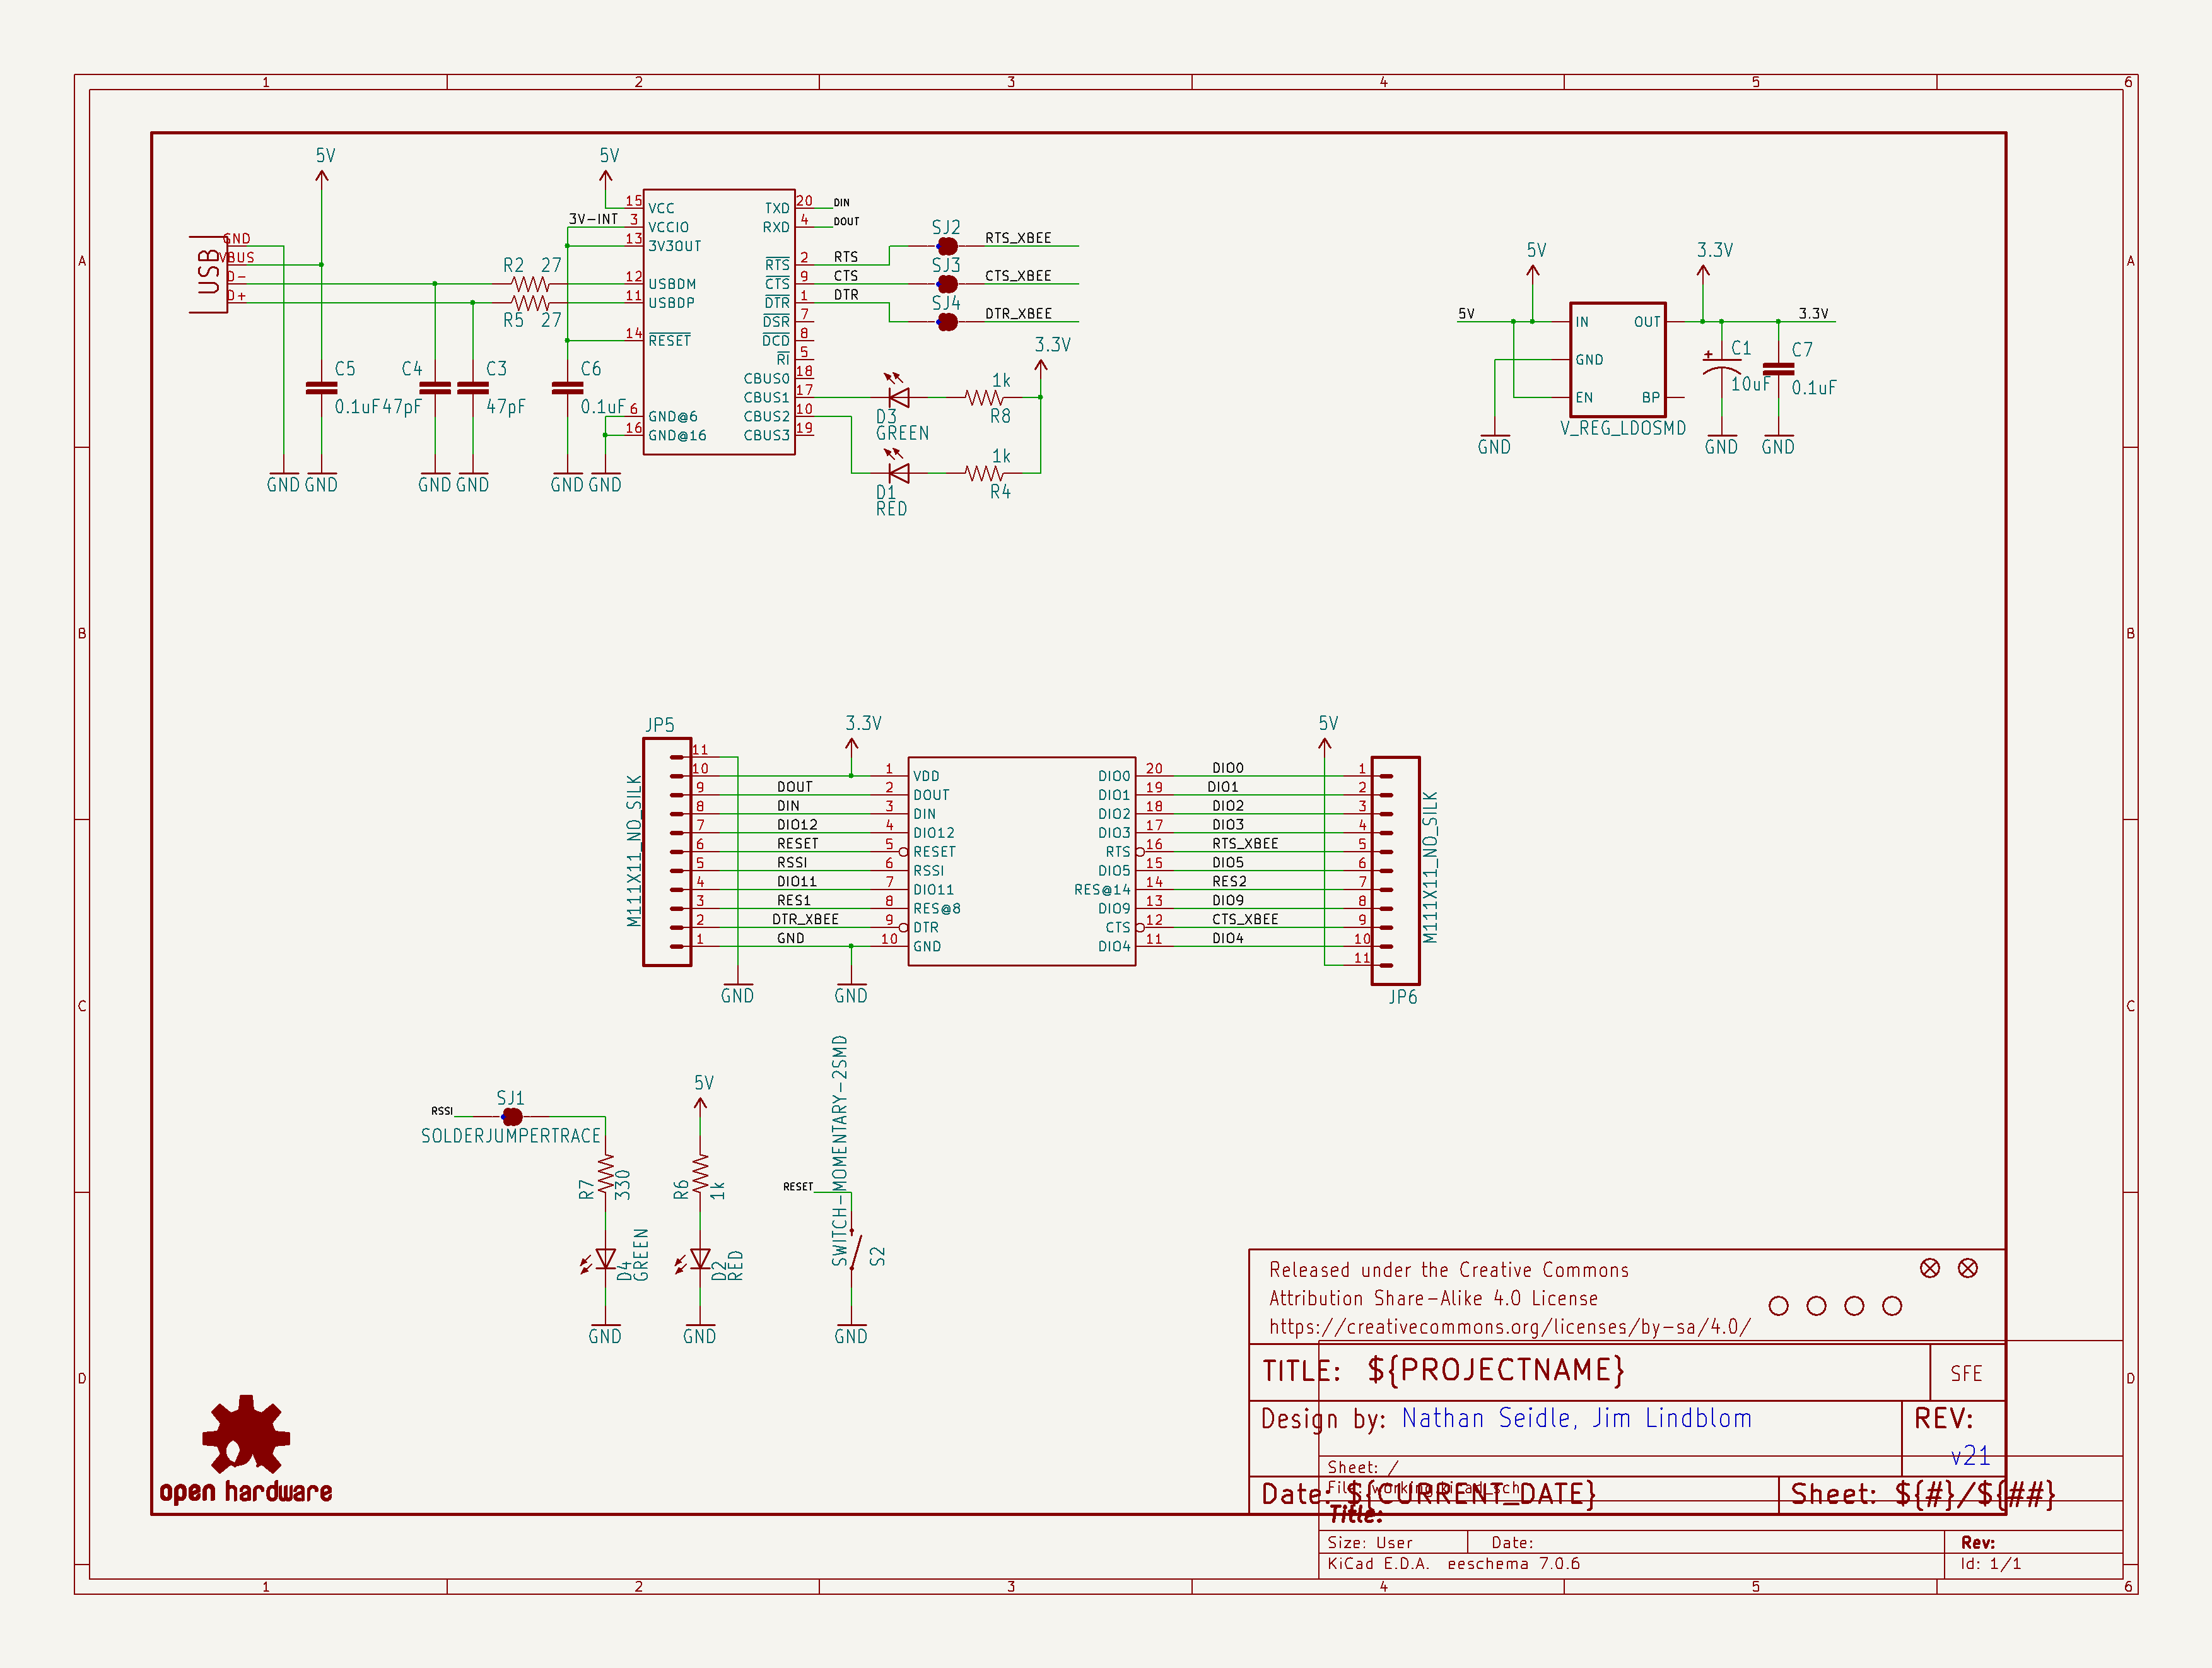 1 2 3 4 5 6
A B C D
A B C D
1 2 3 4 5 6
5V
USB
GND
VBUS
D-
D+
C5
0.1uF
C4
47pF
C3
47pF
R2 27
R5 27
C6
0.1uF
GND GND
GND GND
GND GND
5V
3V-INT
15 VCC
3 VCCIO
13 3V3OUT
12 USBDM
11 USBDP
14 RESET
6 GND@6
16 GND@16
TXD 20 DIN
RXD 4 DOUT
RTS 2 RTS
CTS 9 CTS
DTR 1 DTR
DSR 7
DCD 8
RI 5
CBUS0 18
CBUS1 17
CBUS2 10
CBUS3 19
SJ2
RTS_XBEE
SJ3
CTS_XBEE
SJ4
DTR_XBEE
3.3V
D3
GREEN
1k
R8
D1
RED
1k
R4
5V
3.3V
5V
3.3V
IN
GND
EN
OUT
BP
V_REG_LDOSMD
C1
10uF
C7
0.1uF
GND
GND
GND
JP5
M111X11_NO_SILK
11
10
9 DOUT
8 DIN
7 DIO12
6 RESET
5 RSSI
4 DIO11
3 RES1
2 DTR_XBEE
1 GND
3.3V
GND
GND
1 VDD
2 DOUT
3 DIN
4 DIO12
5 RESET
6 RSSI
7 DIO11
8 RES@8
9 DTR
10 GND
DIO0 20 DIO0 1
DIO1 19 DIO1 2
DIO2 18 DIO2 3
DIO3 17 DIO3 4
RTS 16 RTS_XBEE 5
DIO5 15 DIO5 6
RES@14 14 RES2 7
DIO9 13 DIO9 8
CTS 12 CTS_XBEE 9
DIO4 11 DIO4 10
11
5V
M111X11_NO_SILK
JP6
RSSI
SJ1
SOLDERJUMPERTRACE
R7
330
D4
GREEN
GND
5V
R6
1k
D2
RED
GND
SWITCH-MOMENTARY-2SMD
RESET
S2
GND
open hardware
Released under the Creative Commons
Attribution Share-Alike 4.0 License
https://creativecommons.org/licenses/by-sa/4.0/
TITLE: ${PROJECTNAME}
SFE
Design by: Nathan Seidle, Jim Lindblom
REV:
v21
Sheet: /
File: working.kicad_sch
Date: ${CURRENT_DATE}
Sheet: ${#}/${##}
Title:
Size: User
Date:
Rev:
KiCad E.D.A. eeschema 7.0.6
Id: 1/1